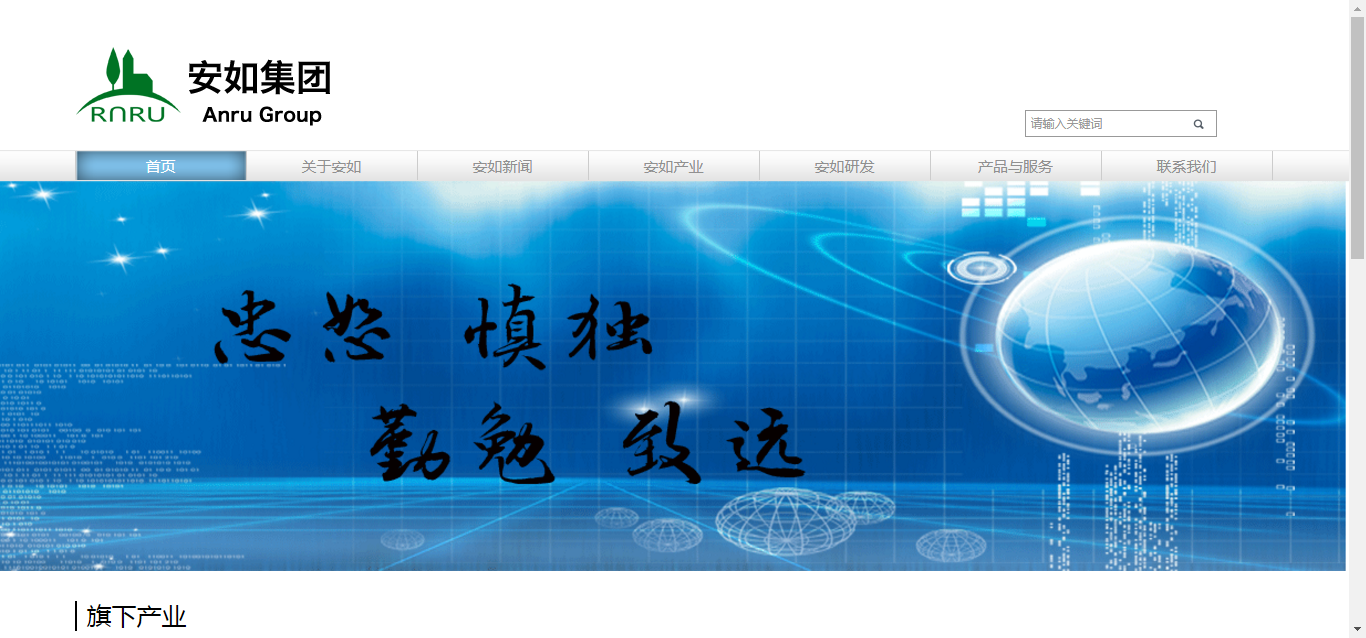 安如集团
RNRU
Anru Group
请输入关键词
首页
关于安如
安如新闻
安如产业
安如研发
产品与服务
联系我们
忠恕 慎独
勤勉 致远
旗下产业